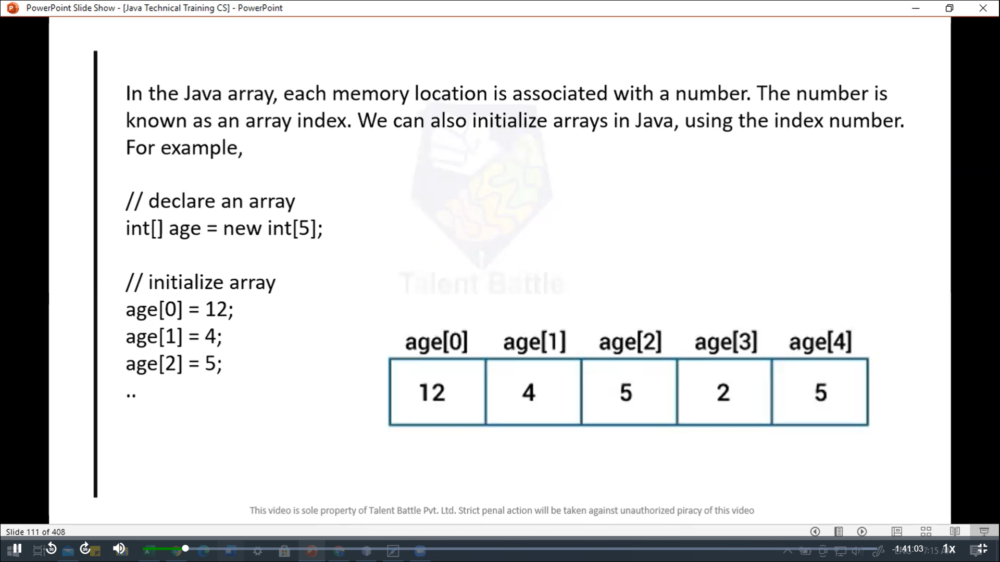 PowerPoint Slide Show - [Java Technical Training CS] - PowerPoint
In the Java array, each memory location is associated with a number. The number is
known as an array index. We can also initialize arrays in Java, using the index number.
For example,
// declare an array
int[] age = new int[5];
// initialize array
age[0] = 12;
age[1] = 4;
age[2] = 5;
..
Talent Battle
age[0] age[1] age[2] age[3] age[4]
12 4 5 2 5
This video is sole property of Talent Battle Pvt. Ltd. Strict penal action will be taken against unauthorized piracy of this video
Slide 111 of 408
10 30 -1:41:03 7:15 1x